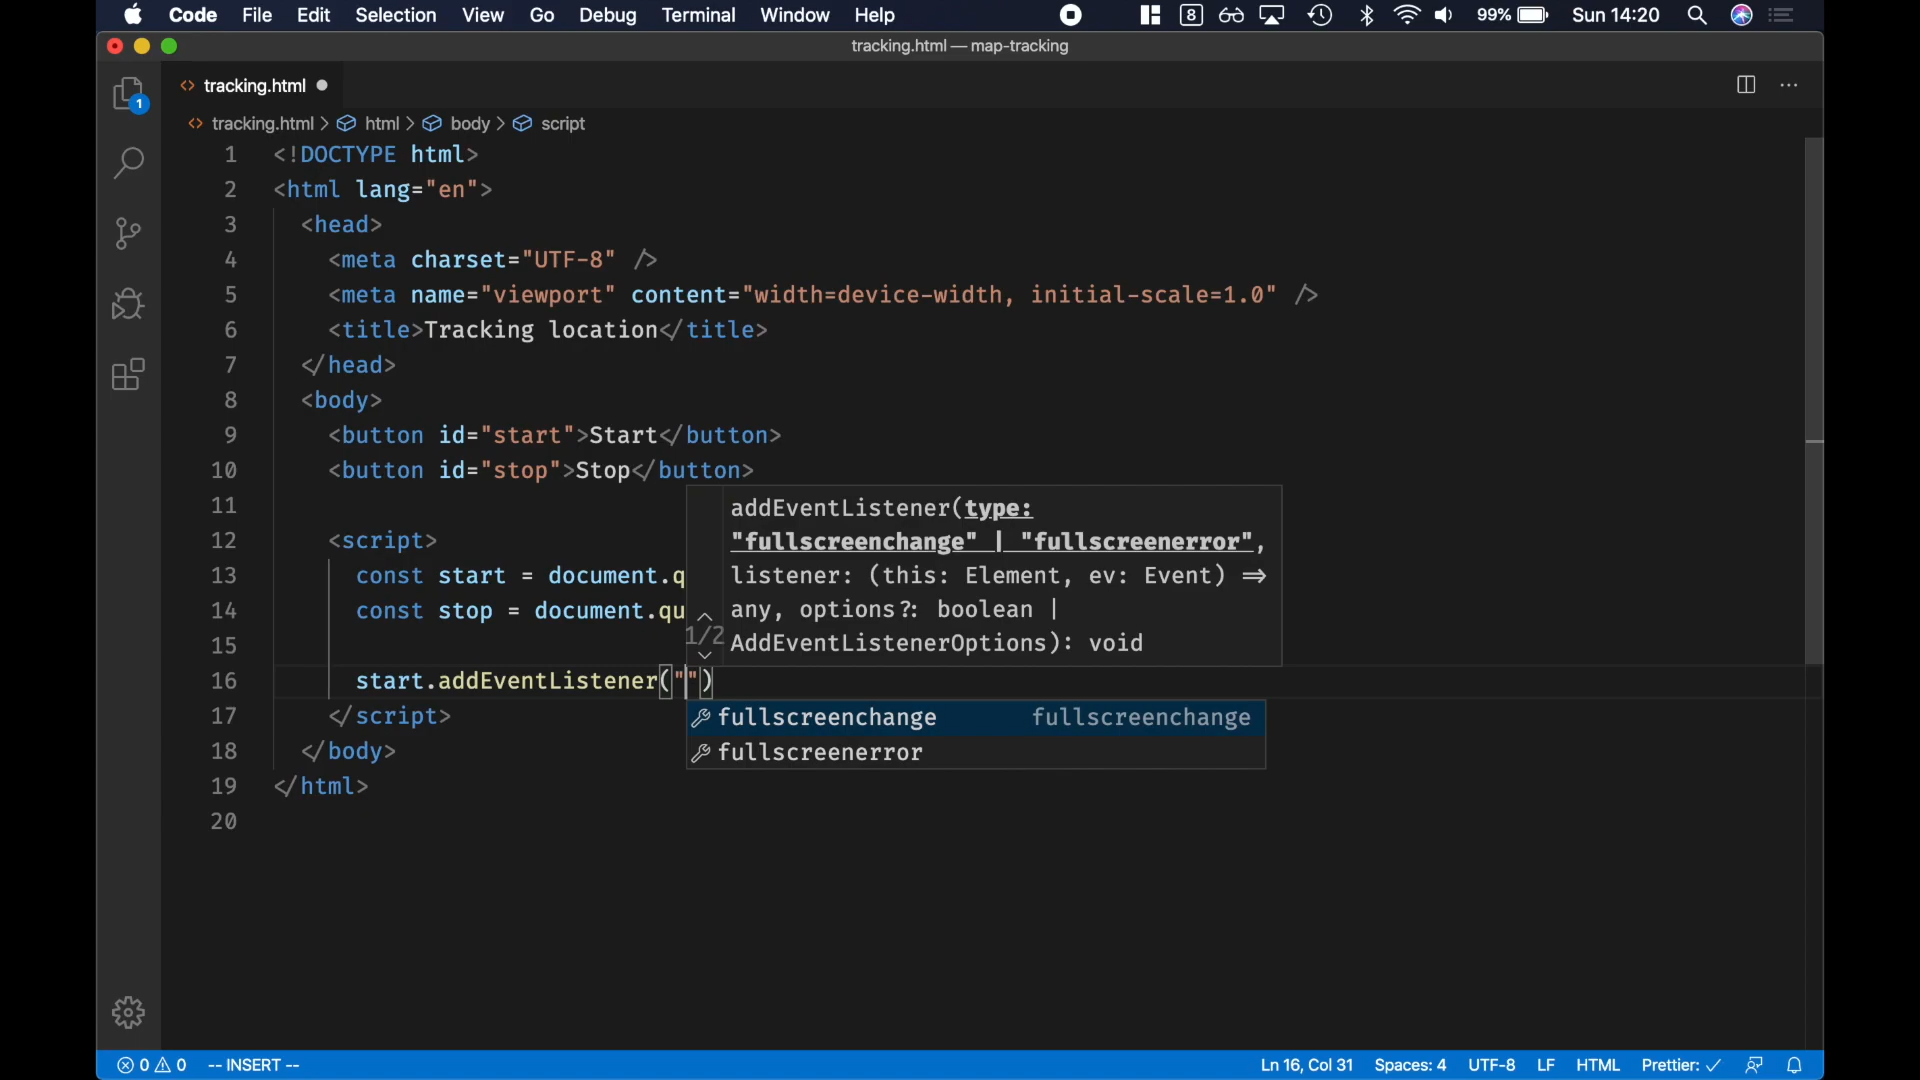 Code File Edit Selection View Go Debug Terminal Window Help 8 99% Sun 14:20
tracking.html — map-tracking
1
<> tracking.html
<> tracking.html > html > body > script
1 <!DOCTYPE html>
2 <html lang="en">
3 <head>
4 <meta charset="UTF-8" />
5 <meta name="viewport" content="width=device-width, initial-scale=1.0" />
6 <title>Tracking location</title>
7 </head>
8 <body>
9 <button id="start">Start</button>
10 <button id="stop">Stop</button>
11
12 <script>
13 const start = document.q
14 const stop = document.qu
15
16 start.addEventListener("")
17 </script>
18 </body>
19 </html>
20
1/2
addEventListener(type:
"fullscreenchange" | "fullscreenerror",
listener: (this: Element, ev: Event) =>
any, options?: boolean |
AddEventListenerOptions): void
fullscreenchange fullscreenchange
fullscreenerror
0 0 -- INSERT -- Ln 16, Col 31 Spaces: 4 UTF-8 LF HTML Prettier: ✓